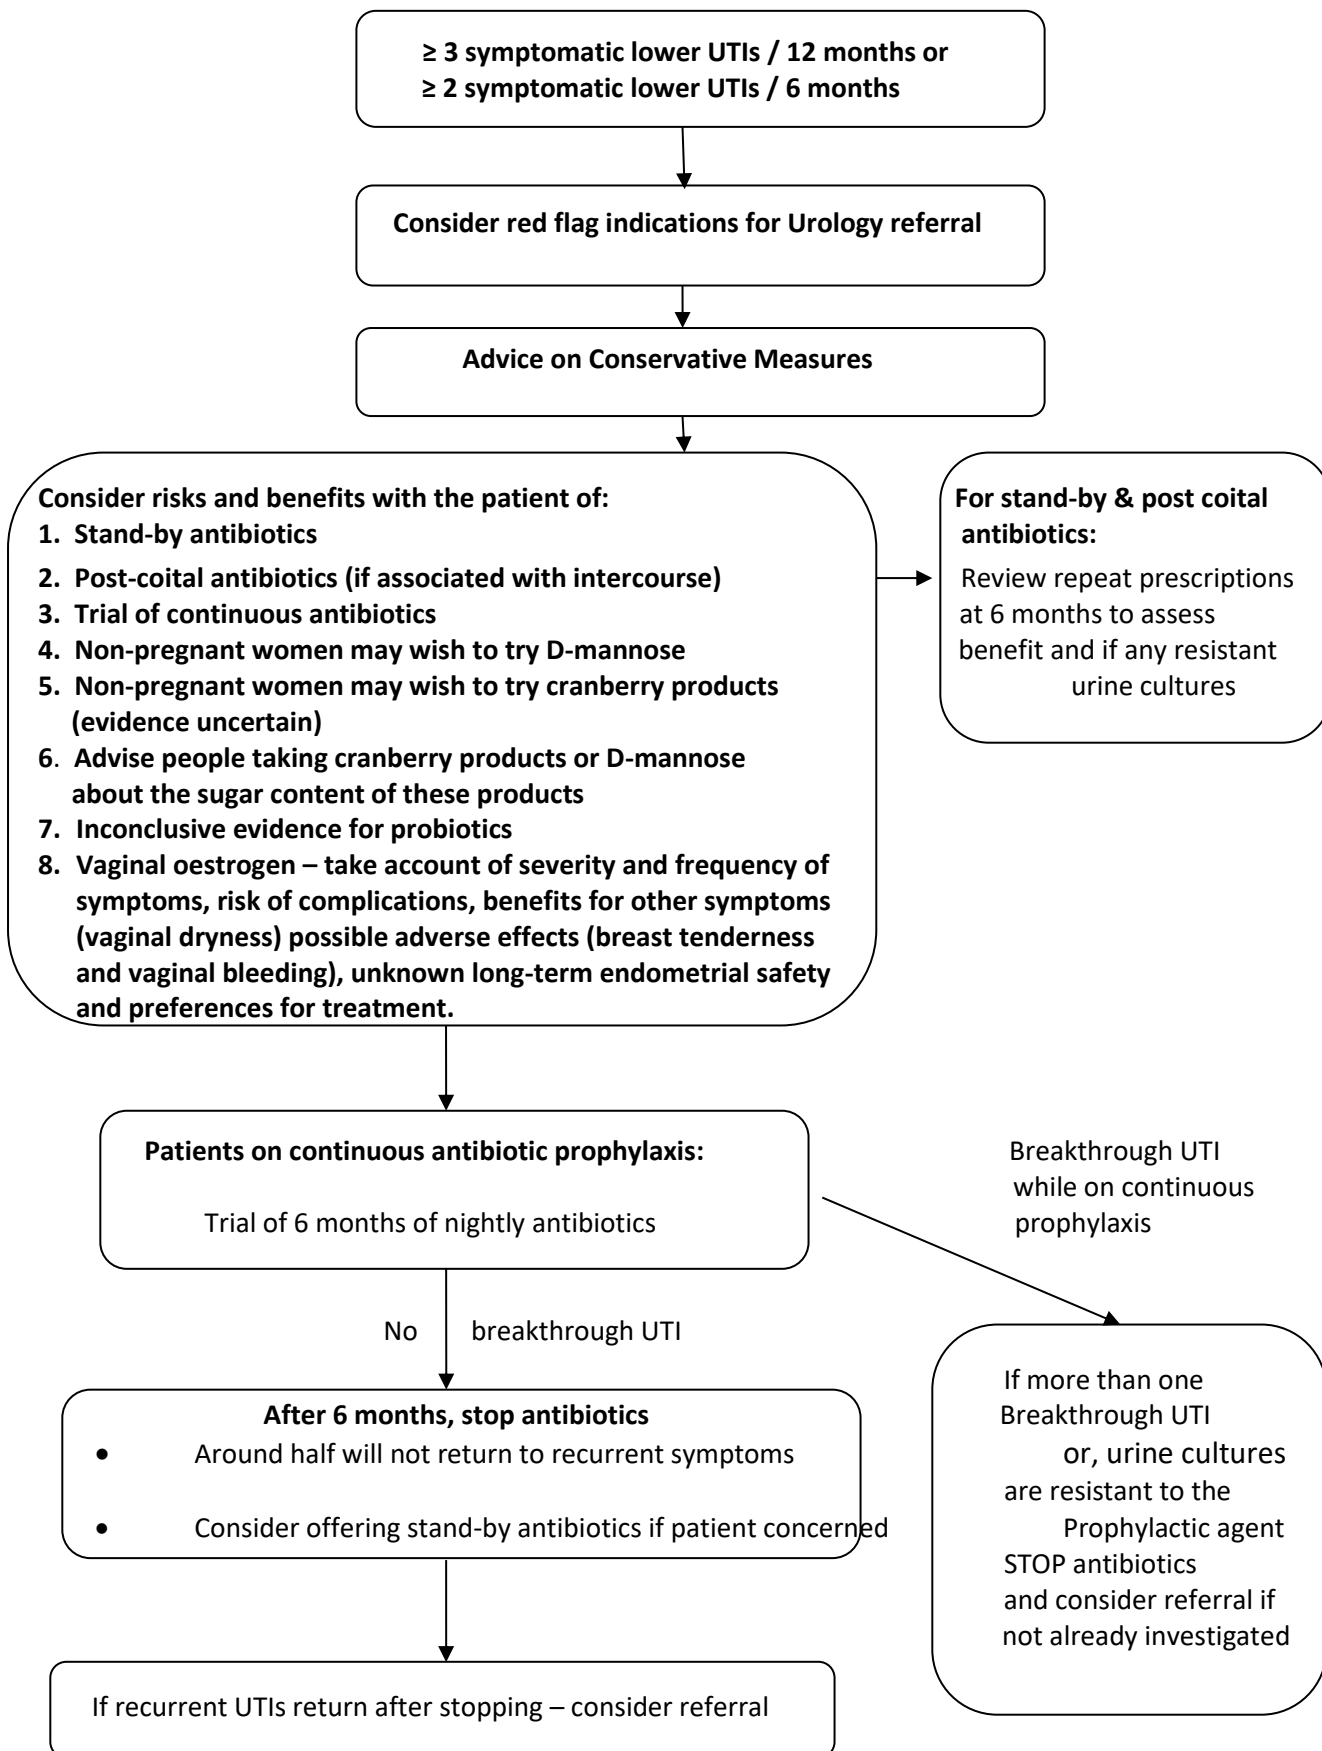 ≥ 3 symptomatic lower UTIs / 12 months or
≥ 2 symptomatic lower UTIs / 6 months
Consider red flag indications for Urology referral
Advice on Conservative Measures
Consider risks and benefits with the patient of:
1. Stand-by antibiotics
2. Post-coital antibiotics (if associated with intercourse)
3. Trial of continuous antibiotics
4. Non-pregnant women may wish to try D-mannose
5. Non-pregnant women may wish to try cranberry products
(evidence uncertain)
6. Advise people taking cranberry products or D-mannose
about the sugar content of these products
7. Inconclusive evidence for probiotics
8. Vaginal oestrogen – take account of severity and frequency of
symptoms, risk of complications, benefits for other symptoms
(vaginal dryness) possible adverse effects (breast tenderness
and vaginal bleeding), unknown long-term endometrial safety
and preferences for treatment.
For stand-by & post coital
antibiotics:
Review repeat prescriptions
at 6 months to assess
benefit and if any resistant
urine cultures
Patients on continuous antibiotic prophylaxis:
Trial of 6 months of nightly antibiotics
Breakthrough UTI
while on continuous
prophylaxis
No breakthrough UTI
After 6 months, stop antibiotics
• Around half will not return to recurrent symptoms
• Consider offering stand-by antibiotics if patient concerned
If more than one
Breakthrough UTI
or, urine cultures
are resistant to the
Prophylactic agent
STOP antibiotics
and consider referral if
not already investigated
If recurrent UTIs return after stopping – consider referral